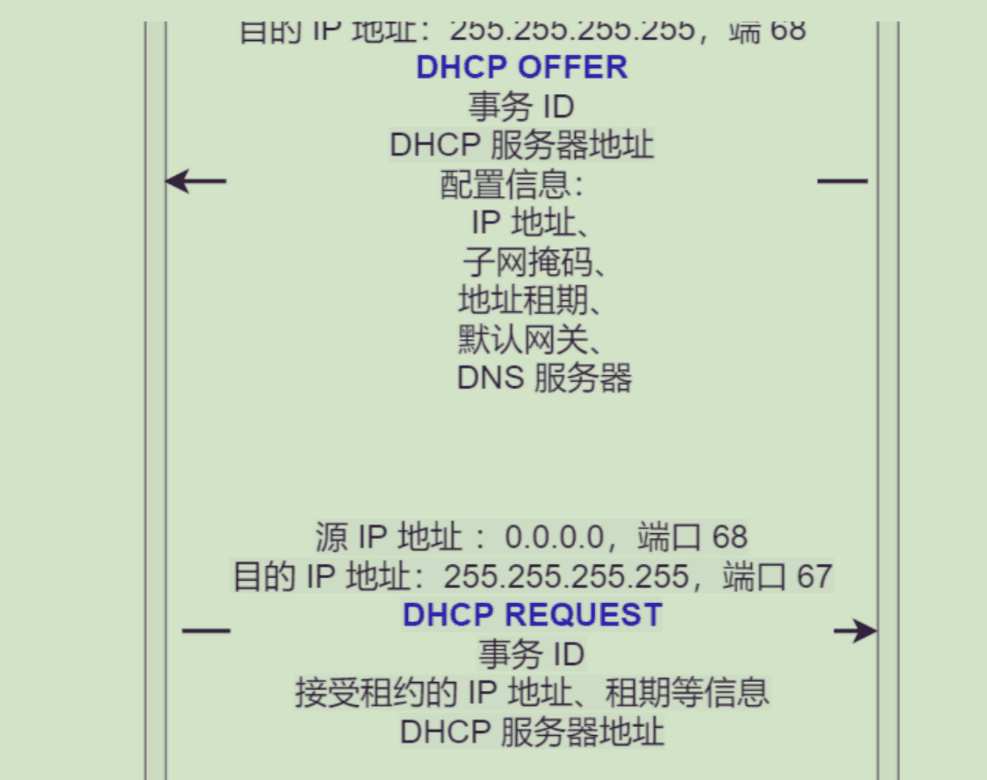 目的 IP 地址：255.255.255.255，端 68
DHCP OFFER
事务 ID
DHCP 服务器地址
配置信息：
IP 地址、
子网掩码、
地址租期、
默认网关、
DNS 服务器
源 IP 地址 ：0.0.0.0，端口 68
目的 IP 地址：255.255.255.255，端口 67
DHCP REQUEST
事务 ID
接受租约的 IP 地址、租期等信息
DHCP 服务器地址